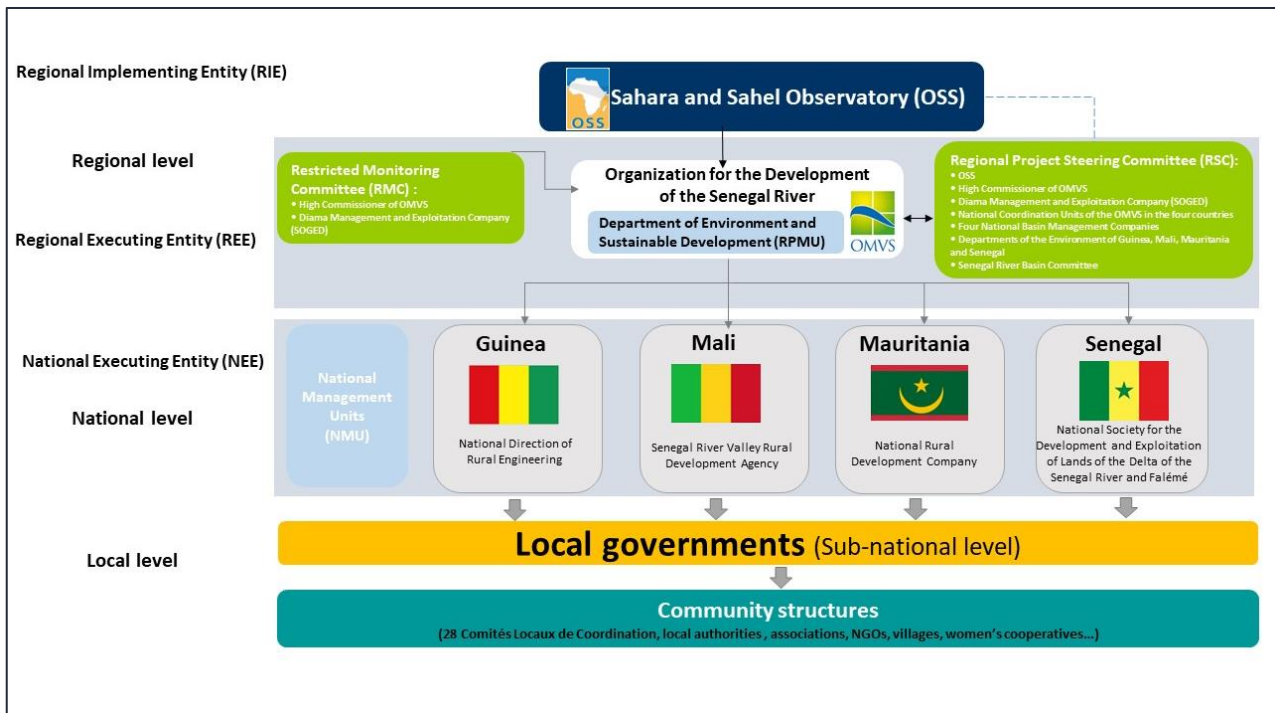 Regional Implementing Entity (RIE)
OSS
Sahara and Sahel Observatory (OSS)
Regional level
Restricted Monitoring
Committee (RMC) :
• High Commissioner of OMVS
• Diama Management and Exploitation Company
(SOGED)
Organization for the Development
of the Senegal River
Department of Environment and
Sustainable Development (RPMU)
OMVS
Regional Project Steering Committee (RSC):
• OSS
• High Commissioner of OMVS
• Diama Management and Exploitation Company (SOGED)
• National Coordination Units of the OMVS in the four countries
• Four National Basin Management Companies
• Departments of the Environment of Guinea, Mali, Mauritania
and Senegal
• Senegal River Basin Committee
Regional Executing Entity (REE)
National Executing Entity (NEE)
National level
National
Management
Units
(NMU)
Guinea
National Direction of
Rural Engineering
Mali
Senegal River Valley Rural
Development Agency
Mauritania
National Rural
Development Company
Senegal
National Society for the
Development and Exploitation
of Lands of the Delta of the
Senegal River and Falémé
Local level
Local governments (Sub-national level)
Community structures
(28 Comités Locaux de Coordination, local authorities , associations, NGOs, villages, women's cooperatives...)